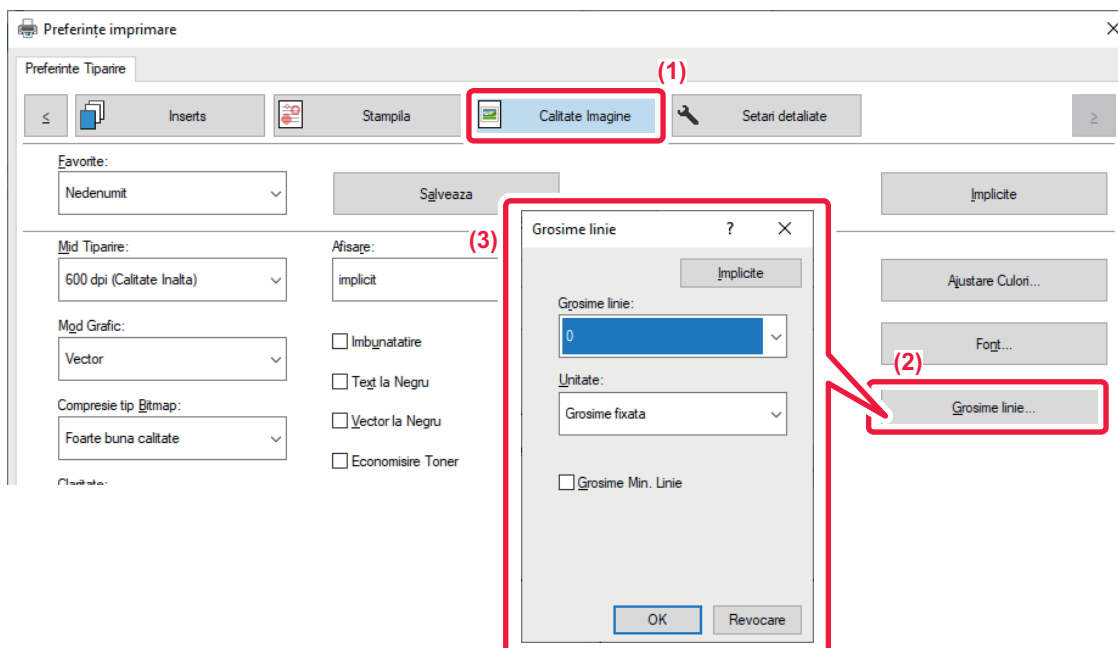 Preferințe imprimare
Preferinte Tiparire
(1)
≤ Inserts Stampila Calitate Imagine Setari detaliate ≥
Favorite:
Nedenumit Salveaza Implicite
(3)
Grosime linie ? ×
Mid Tiparire: Afisare:
600 dpi (Calitate Inalta) implicit Implicite Ajustare Culori...
Grosime linie:
Mod Grafic:
0
Vector Imbunatatire Font...
(2)
Unitate:
Text la Negru
Compresie tip Bitmap: Grosime fixata Grosime linie...
Foarte buna calitate Vector la Negru
Economisire Toner
Claritate:
Grosime Min. Linie
OK Revocare